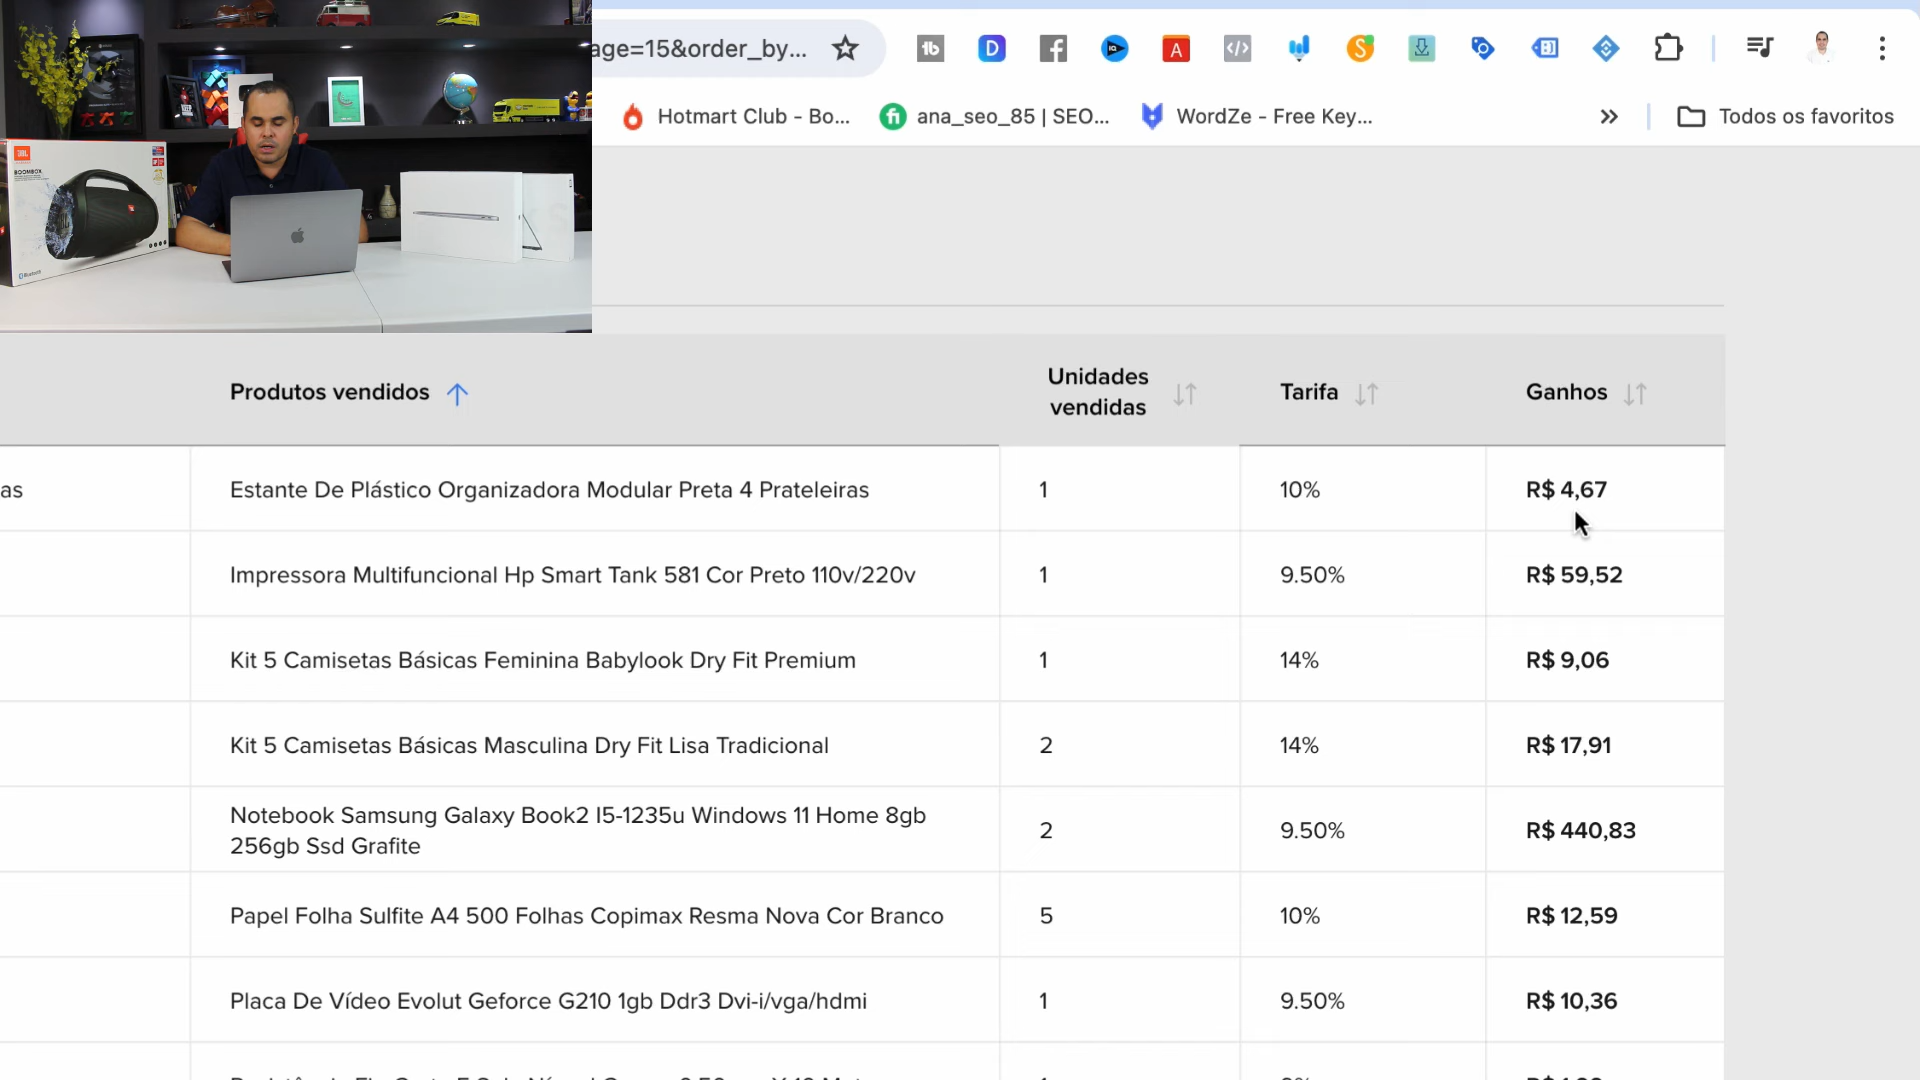 age=15&order_by...
Hotmart Club - Bo...
ana_seo_85 | SEO...
WordZe - Free Key...
Todos os favoritos
JBL
BOOMBOX
Bluetooth
Produtos vendidos
Unidades
vendidas
Tarifa
Ganhos
as
Estante De Plástico Organizadora Modular Preta 4 Prateleiras
1
10%
R$ 4,67
Impressora Multifuncional Hp Smart Tank 581 Cor Preto 110v/220v
1
9.50%
R$ 59,52
Kit 5 Camisetas Básicas Feminina Babylook Dry Fit Premium
1
14%
R$ 9,06
Kit 5 Camisetas Básicas Masculina Dry Fit Lisa Tradicional
2
14%
R$ 17,91
Notebook Samsung Galaxy Book2 I5-1235u Windows 11 Home 8gb
256gb Ssd Grafite
2
9.50%
R$ 440,83
Papel Folha Sulfite A4 500 Folhas Copimax Resma Nova Cor Branco
5
10%
R$ 12,59
Placa De Vídeo Evolut Geforce G210 1gb Ddr3 Dvi-i/vga/hdmi
1
9.50%
R$ 10,36